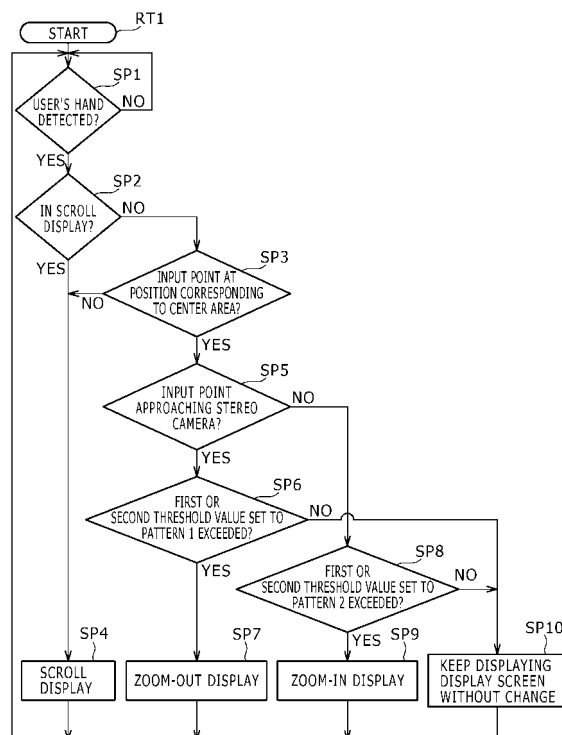 RT1
START
SP1
USER'S HAND
DETECTED?
NO
YES
SP2
IN SCROLL
DISPLAY?
NO
YES
SP3
INPUT POINT AT
POSITION CORRESPONDING
TO CENTER AREA?
NO
YES
SP5
INPUT POINT
APPROACHING STEREO
CAMERA?
NO
YES
SP6
FIRST OR
SECOND THRESHOLD VALUE SET TO
PATTERN 1 EXCEEDED?
NO
YES
SP8
FIRST OR
SECOND THRESHOLD VALUE SET TO
PATTERN 2 EXCEEDED?
NO
YES
SP4
SCROLL
DISPLAY
SP7
ZOOM-OUT DISPLAY
SP9
ZOOM-IN DISPLAY
SP10
KEEP DISPLAYING
DISPLAY SCREEN
WITHOUT CHANGE